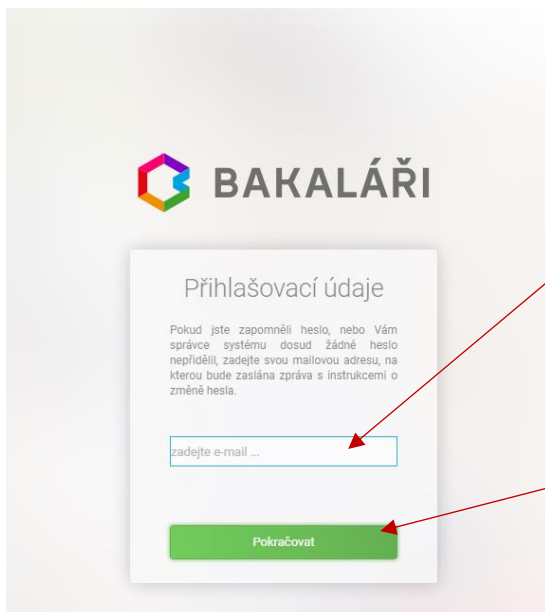 BAKALÁŘI
Přihlašovací údaje
Pokud jste zapomněli heslo, nebo Vám
správce systému dosud žádné heslo
nepřidělil, zadejte svou mailovou adresu, na
kterou bude zaslána zpráva s instrukcemi o
změně hesla.
zadejte e-mail ...
Pokračovat